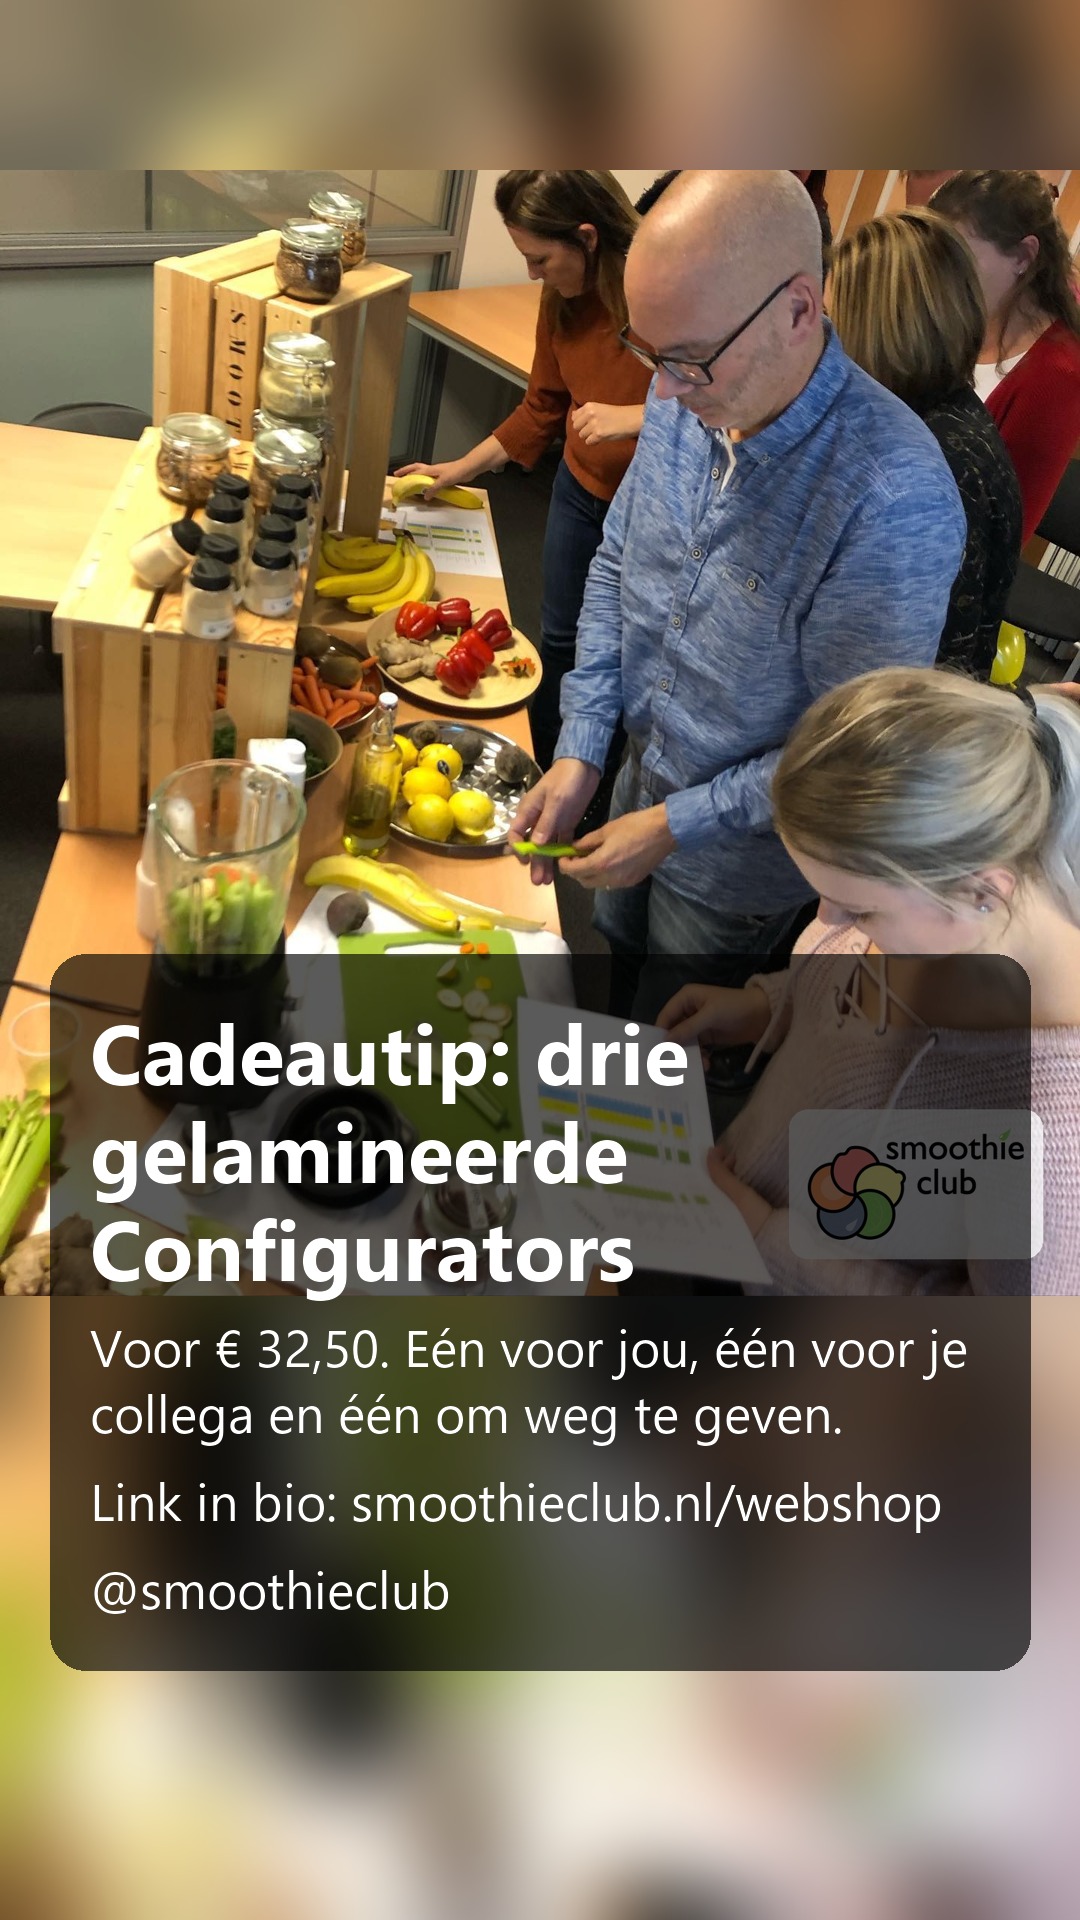 SMOOT
Cadeautip: drie
gelamineerde
Configurators
smoothie
club
Voor € 32,50. Eén voor jou, één voor je
collega en één om weg te geven.
Link in bio: smoothieclub.nl/webshop
@smoothieclub